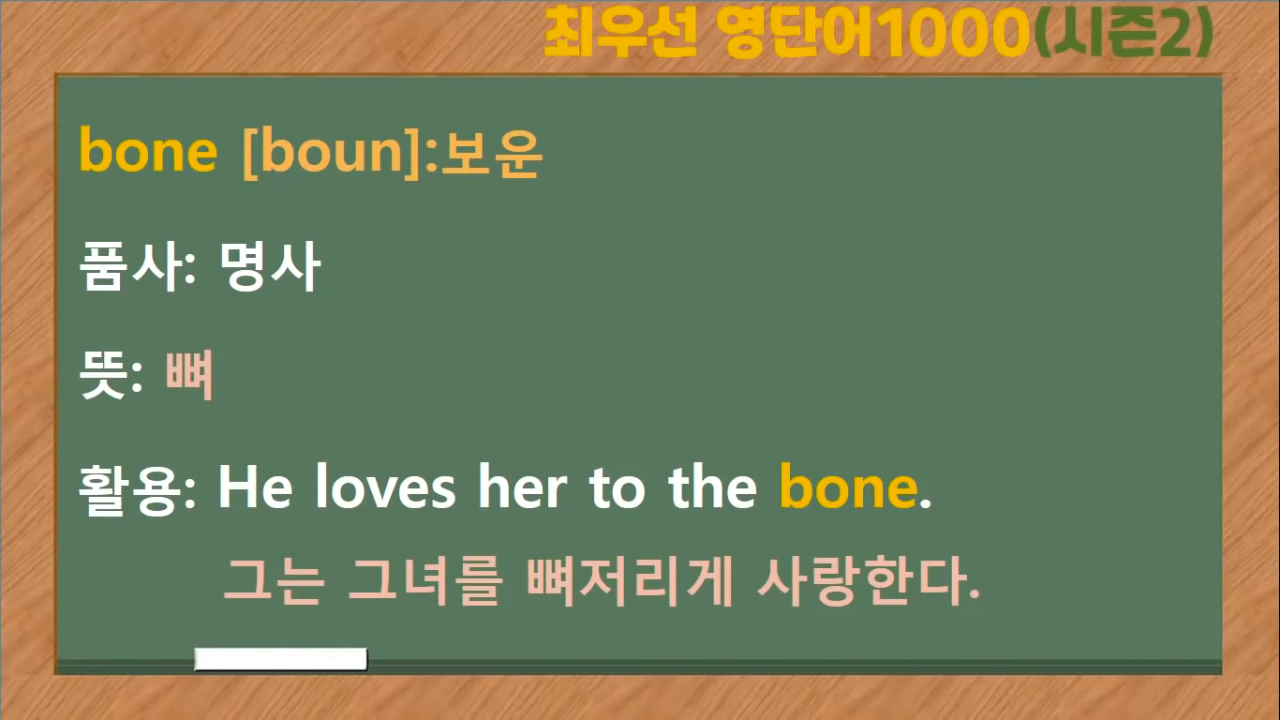 최우선 영단어1000(시즌2)
bone [boun]:보운
품사: 명사
뜻: 뼈
활용: He loves her to the bone.
그는 그녀를 뼈저리게 사랑한다.